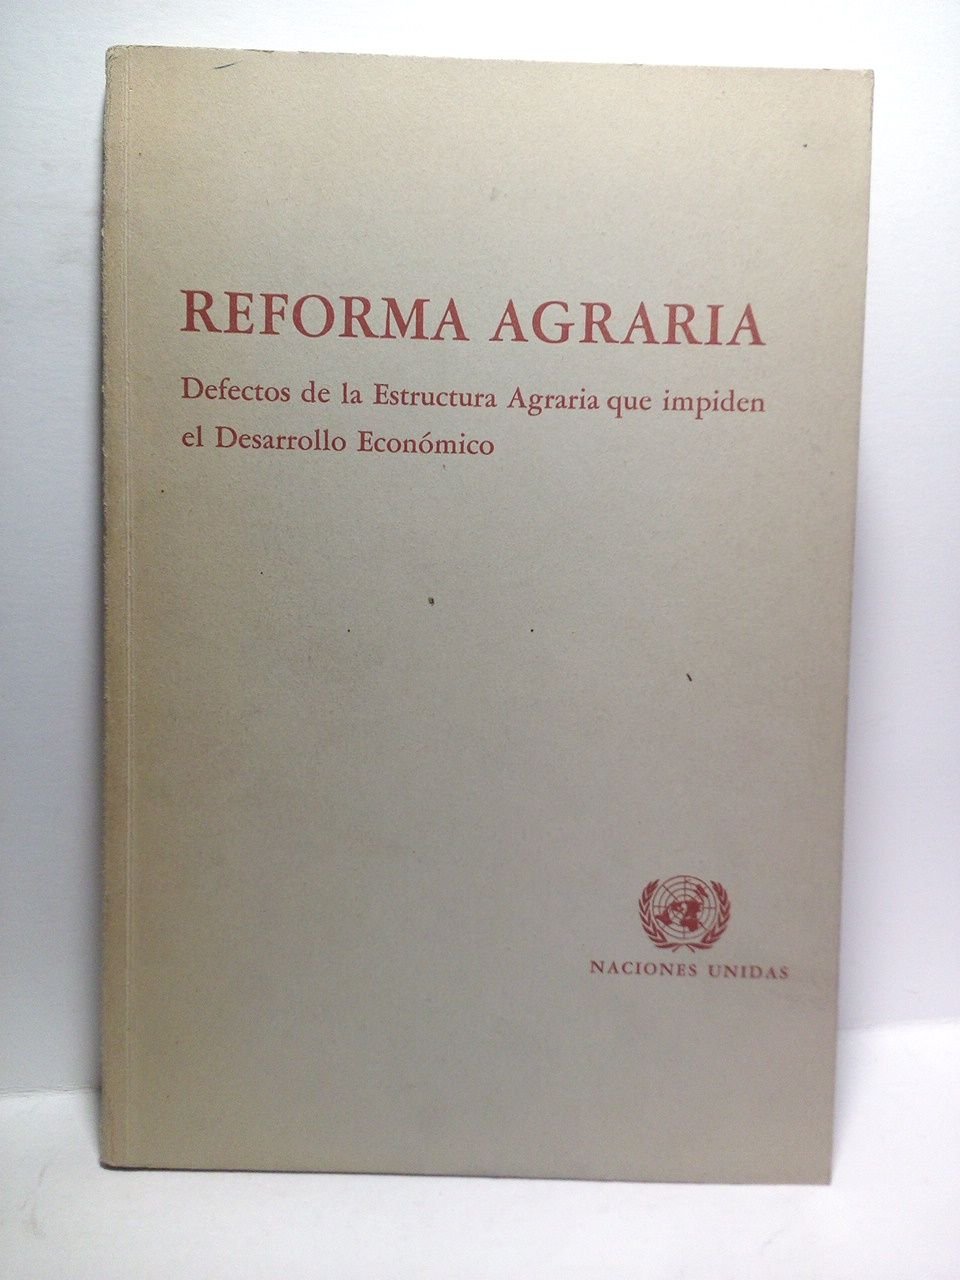 REFORMA AGRARIA
Defectos de la Estructura Agraria que impiden
el Desarrollo Económico
NACIONES UNIDAS